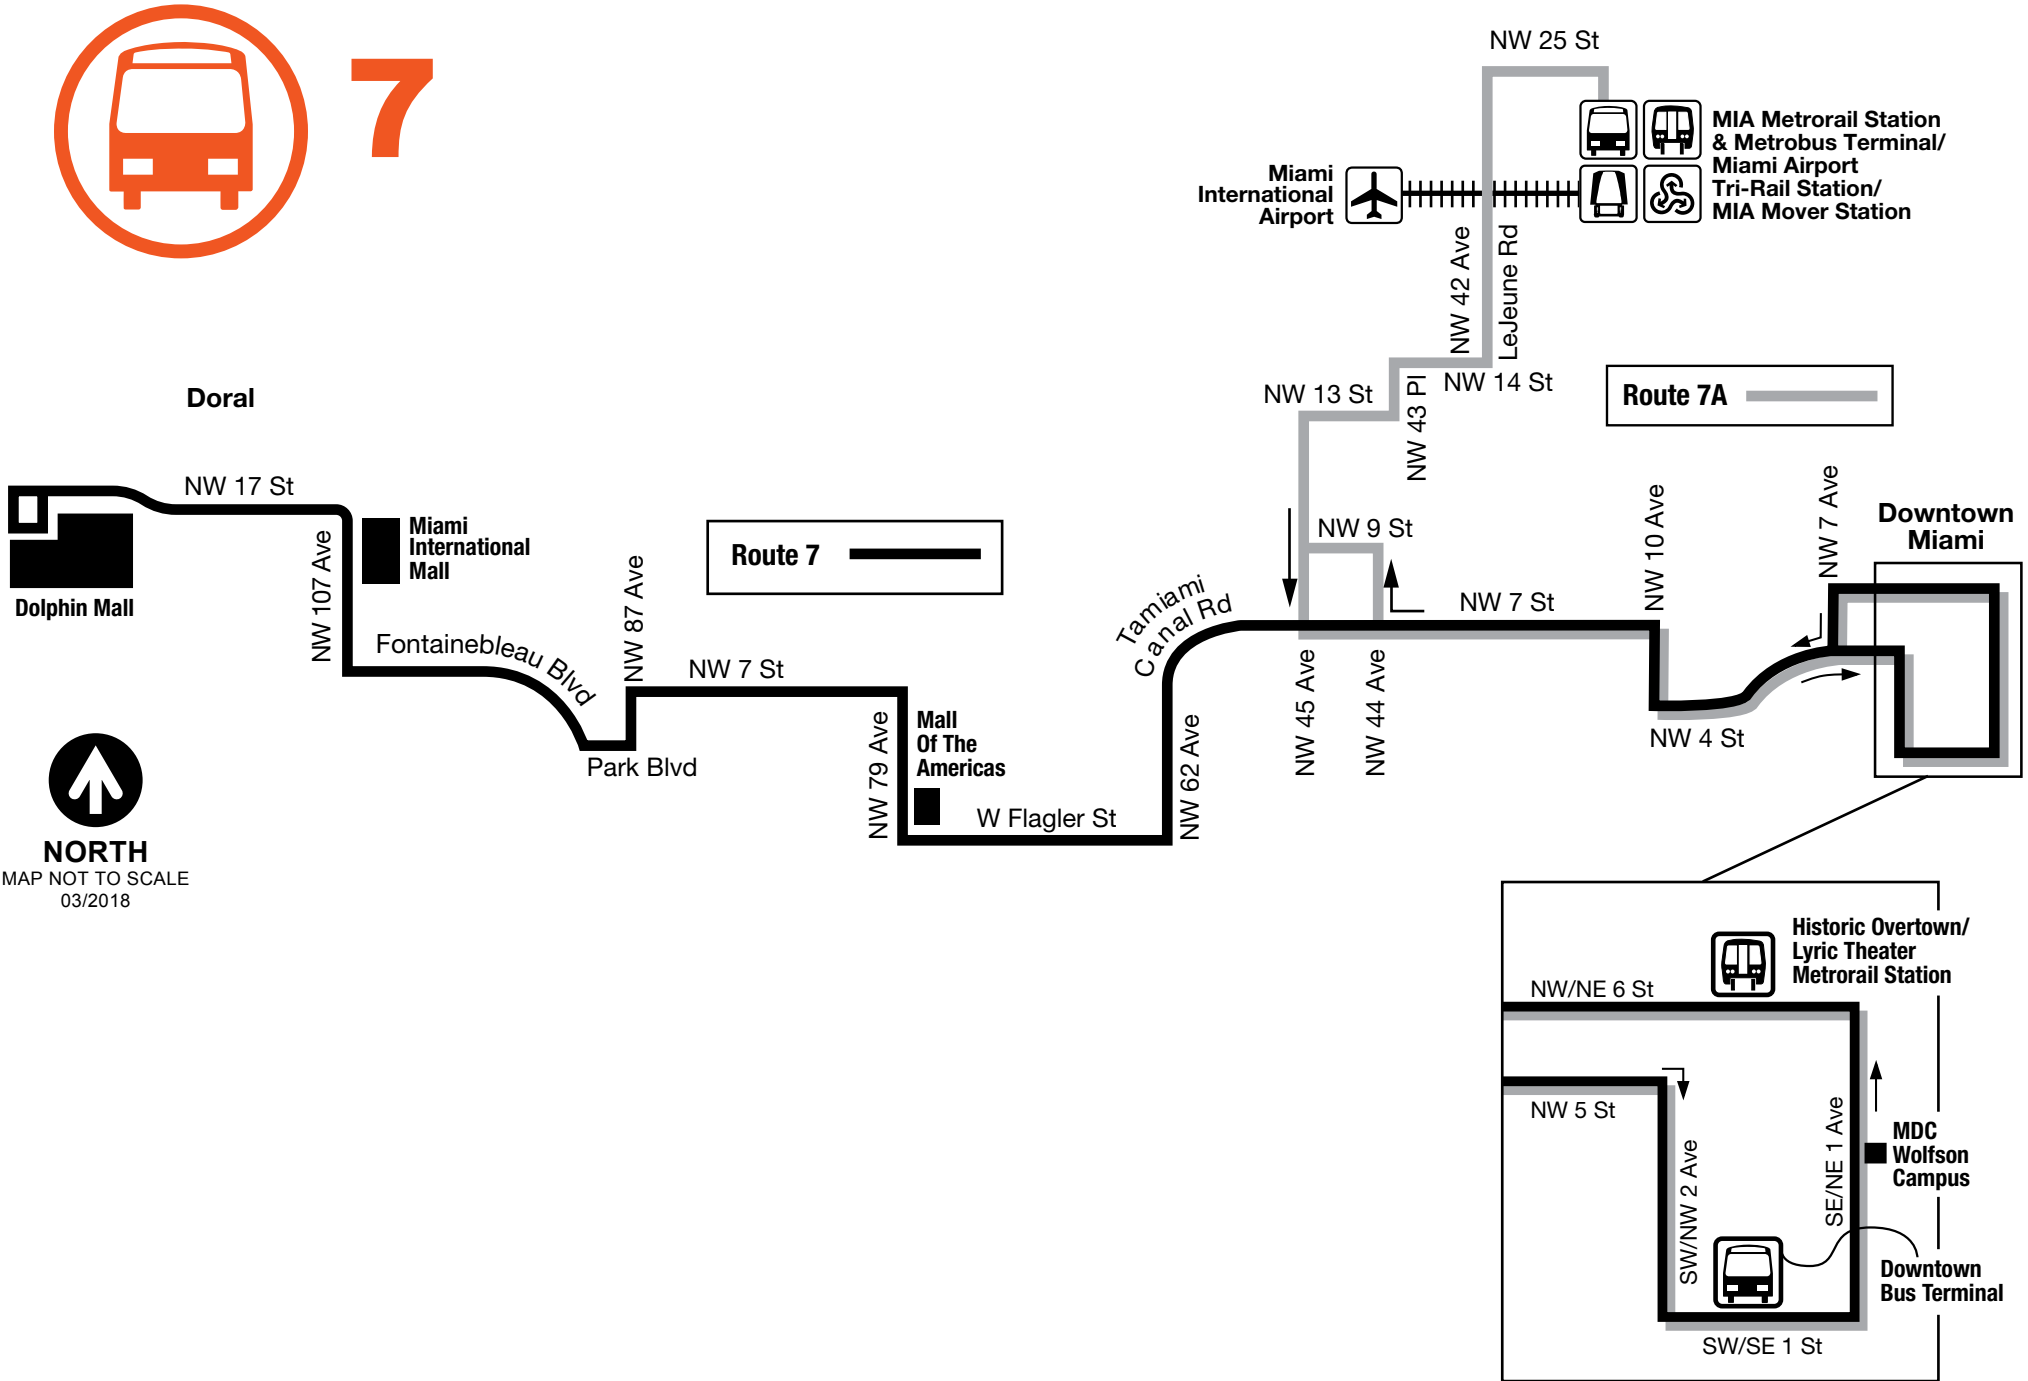 7
NW 25 St
MIA Metrorail Station
& Metrobus Terminal/
Miami Airport
Tri-Rail Station/
MIA Mover Station
Miami
International
Airport
NW 42 Ave
LeJeune Rd
NW 14 St
NW 43 Pl
NW 13 St
Route 7A
Doral
NW 17 St
Dolphin Mall
NW 107 Ave
Miami
International
Mall
Fontainebleau Blvd
NW 87 Ave
Park Blvd
NW 7 St
Route 7
NW 79 Ave
Mall
Of The
Americas
W Flagler St
NW 62 Ave
Tamiami
Canal Rd
NW 9 St
NW 45 Ave
NW 44 Ave
NW 7 St
NW 10 Ave
NW 4 St
NW 7 Ave
Downtown
Miami
NORTH
MAP NOT TO SCALE
03/2018
Historic Overtown/
Lyric Theater
Metrorail Station
NW/NE 6 St
NW 5 St
SW/NW 2 Ave
SE/NE 1 Ave
MDC
Wolfson
Campus
Downtown
Bus Terminal
SW/SE 1 St